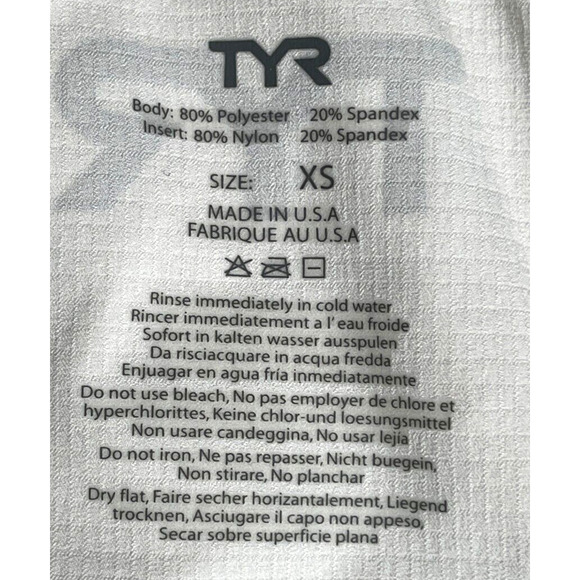 TYR
Body: 80% Polyester 20% Spandex
Insert: 80% Nylon 20% Spandex
SIZE: XS
MADE IN U.S.A
FABRIQUE AU U.S.A
Rinse immediately in cold water
Rincer immediatement a l' eau froide
Sofort in kalten wasser ausspulen
Da risciacquare in acqua fredda
Enjuagar en agua fría inmediatamente
Do not use bleach, No pas employer de chlore et
hyperchlorittes, Keine chlor-und loesungsmittel
Non usare candeggina, No usar lejía
Do not iron, Ne pas repasser, Nicht buegein,
Non stirare, No planchar
Dry flat, Faire secher horizantalement, Liegend
trocknen, Asciugare il capo non appeso,
Secar sobre superficie plana